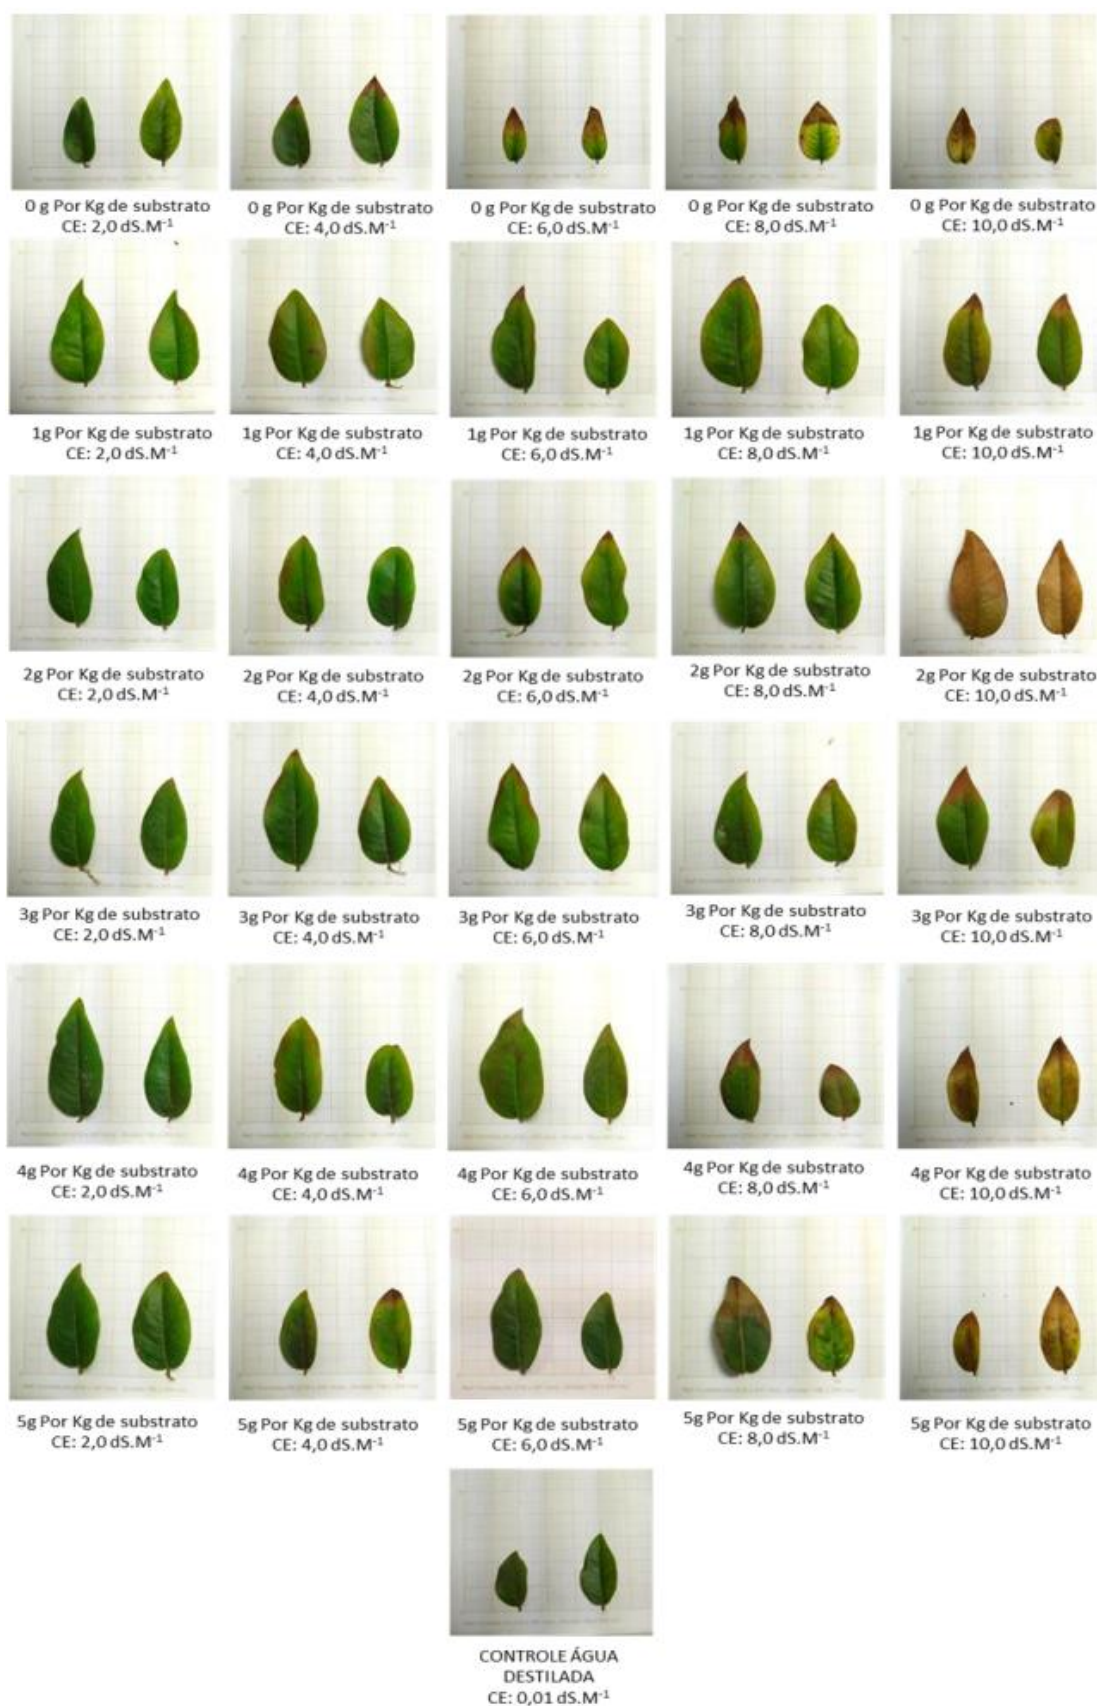 0 g Por Kg de substrato
CE: 2,0 dS.M⁻¹
0 g Por Kg de substrato
CE: 4,0 dS.M⁻¹
0 g Por Kg de substrato
CE: 6,0 dS.M⁻¹
0 g Por Kg de substrato
CE: 8,0 dS.M⁻¹
0 g Por Kg de substrato
CE: 10,0 dS.M⁻¹
1g Por Kg de substrato
CE: 2,0 dS.M⁻¹
1g Por Kg de substrato
CE: 4,0 dS.M⁻¹
1g Por Kg de substrato
CE: 6,0 dS.M⁻¹
1g Por Kg de substrato
CE: 8,0 dS.M⁻¹
1g Por Kg de substrato
CE: 10,0 dS.M⁻¹
2g Por Kg de substrato
CE: 2,0 dS.M⁻¹
2g Por Kg de substrato
CE: 4,0 dS.M⁻¹
2g Por Kg de substrato
CE: 6,0 dS.M⁻¹
2g Por Kg de substrato
CE: 8,0 dS.M⁻¹
2g Por Kg de substrato
CE: 10,0 dS.M⁻¹
3g Por Kg de substrato
CE: 2,0 dS.M⁻¹
3g Por Kg de substrato
CE: 4,0 dS.M⁻¹
3g Por Kg de substrato
CE: 6,0 dS.M⁻¹
3g Por Kg de substrato
CE: 8,0 dS.M⁻¹
3g Por Kg de substrato
CE: 10,0 dS.M⁻¹
4g Por Kg de substrato
CE: 2,0 dS.M⁻¹
4g Por Kg de substrato
CE: 4,0 dS.M⁻¹
4g Por Kg de substrato
CE: 6,0 dS.M⁻¹
4g Por Kg de substrato
CE: 8,0 dS.M⁻¹
4g Por Kg de substrato
CE: 10,0 dS.M⁻¹
5g Por Kg de substrato
CE: 2,0 dS.M⁻¹
5g Por Kg de substrato
CE: 4,0 dS.M⁻¹
5g Por Kg de substrato
CE: 6,0 dS.M⁻¹
5g Por Kg de substrato
CE: 8,0 dS.M⁻¹
5g Por Kg de substrato
CE: 10,0 dS.M⁻¹
CONTROLE ÁGUA
DESTILADA
CE: 0,01 dS.M⁻¹